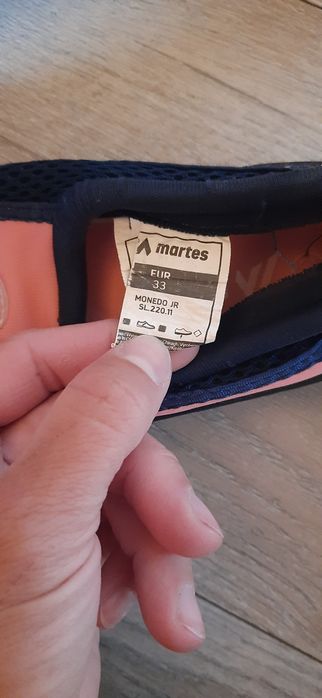 martes
EUR
33
MONEDO JR
SL.220.11